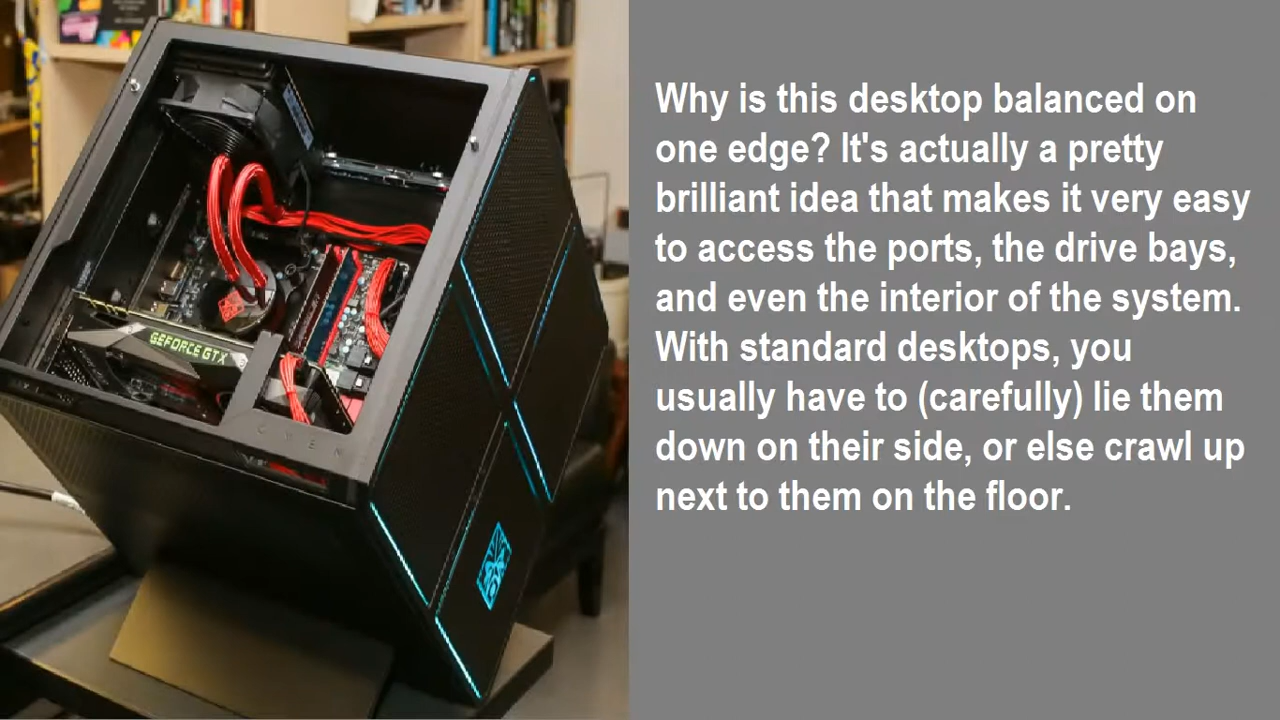 GEFORCE GTX
Why is this desktop balanced on
one edge? It's actually a pretty
brilliant idea that makes it very easy
to access the ports, the drive bays,
and even the interior of the system.
With standard desktops, you
usually have to (carefully) lie them
down on their side, or else crawl up
next to them on the floor.